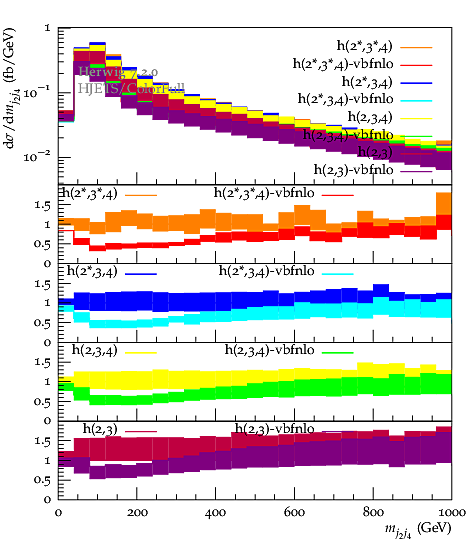 dσ/dm_{j2j4} (fb/GeV)
1
10⁻¹
10⁻²
Herwig 7.2.0
HJETS/ColorFull
h(2*,3*,4)
h(2*,3*,4)-vbfnlo
h(2*,3,4)
h(2*,3,4)-vbfnlo
h(2,3,4)
h(2,3,4)-vbfnlo
h(2,3)
h(2,3)-vbfnlo
h(2*,3*,4) h(2*,3*,4)-vbfnlo
1.5
1
0.5
0
h(2*,3,4) h(2*,3,4)-vbfnlo
1.5
1
0.5
0
h(2,3,4) h(2,3,4)-vbfnlo
1.5
1
0.5
0
h(2,3) h(2,3)-vbfnlo
1.5
1
0.5
0
0 200 400 600 800 1000
m_{j2j4} (GeV)